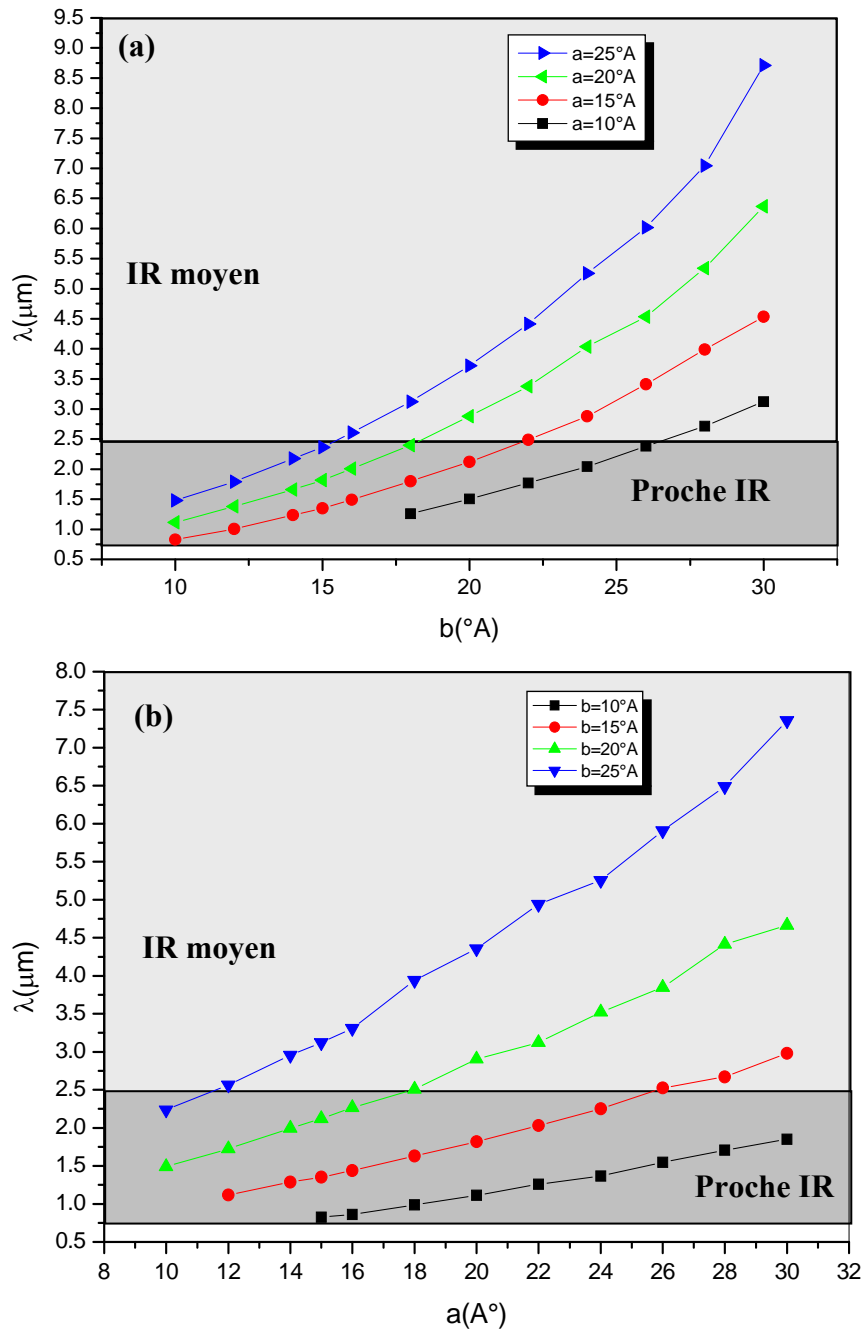 (a)
a=25°A
a=20°A
a=15°A
a=10°A
9.5
9.0
8.5
8.0
7.5
7.0
6.5
6.0
5.5
5.0
4.5
4.0
3.5
3.0
2.5
2.0
1.5
1.0
0.5
λ(μm)
IR moyen
Proche IR
10 15 20 25 30
b(°A)
(b)
b=10°A
b=15°A
b=20°A
b=25°A
8.0
7.5
7.0
6.5
6.0
5.5
5.0
4.5
4.0
3.5
3.0
2.5
2.0
1.5
1.0
0.5
λ(μm)
IR moyen
Proche IR
8 10 12 14 16 18 20 22 24 26 28 30 32
a(A°)